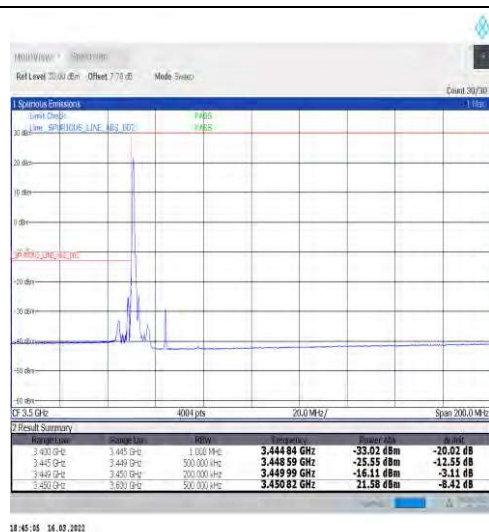 MultiView Spectrum
Ref Level 30.00 dBm Offset 7.70 dB Mode Sweep
Count 30/30
1 Spurious Emissions
Limit Check PASS
Line _SPURIOUS_LINE_ABS_002 PASS
30 dBm
20 dBm
10 dBm
0 dBm
-20 dBm
-30 dBm
-40 dBm
-50 dBm
-60 dBm
CF 3.5 GHz 4004 pts 20.0 MHz/ Span 200.0 MHz
2 Result Summary
Range Low Range Up RBW Frequency Power Abs ΔLimit
3.400 GHz 3.445 GHz 1.000 MHz 3.444 84 GHz -33.02 dBm -20.02 dB
3.445 GHz 3.449 GHz 500.000 kHz 3.448 59 GHz -25.55 dBm -12.55 dB
3.449 GHz 3.450 GHz 200.000 kHz 3.449 99 GHz -16.11 dBm -3.11 dB
3.450 GHz 3.600 GHz 500.000 kHz 3.450 82 GHz 21.58 dBm -8.42 dB
18:45:05 16.03.2022